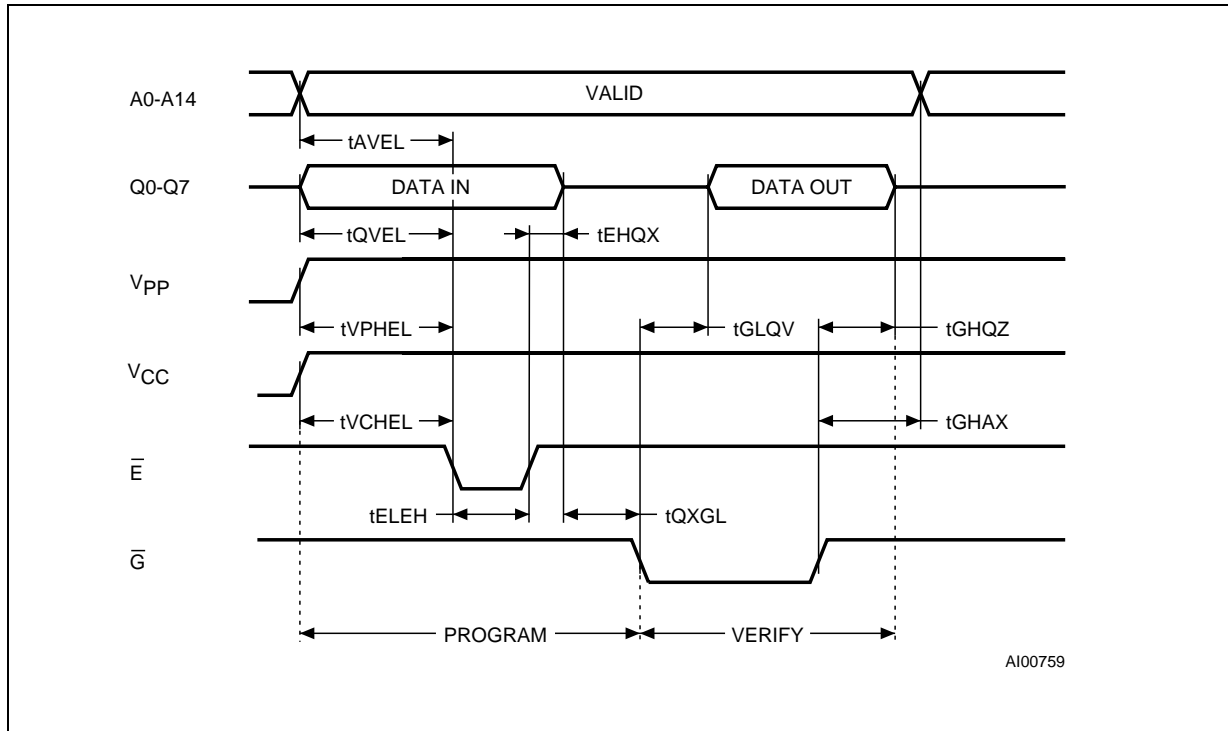 A0-A14
VALID
tAVEL
Q0-Q7
DATA IN
DATA OUT
tQVEL
tEHQX
VPP
tVPHEL
tGLQV
tGHQZ
VCC
tVCHEL
tGHAX
E̅
tELEH
tQXGL
G̅
PROGRAM
VERIFY
AI00759